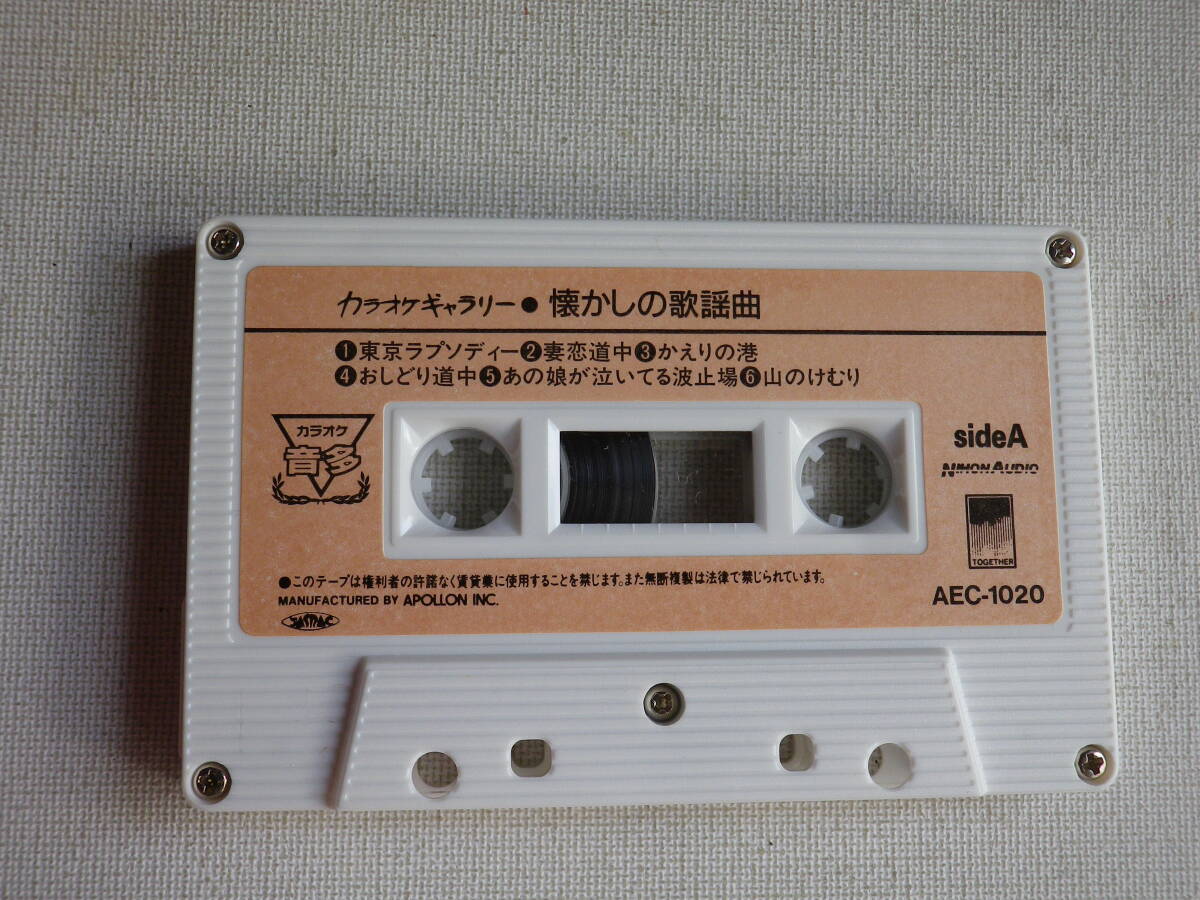 カラオケギャラリー●懐かしの歌謡曲
❶東京ラプソディー❷妻恋道中❸かえりの港
❹おしどり道中❺あの娘が泣いてる波止場❻山のけむり
カラオケ
音多
sideA
NIHON AUDIO
TOGETHER
●このテープは権利者の許諾なく賃貸業に使用することを禁じます。また無断複製は法律で禁じられています。
MANUFACTURED BY APOLLON INC.
AEC-1020
JASRAC